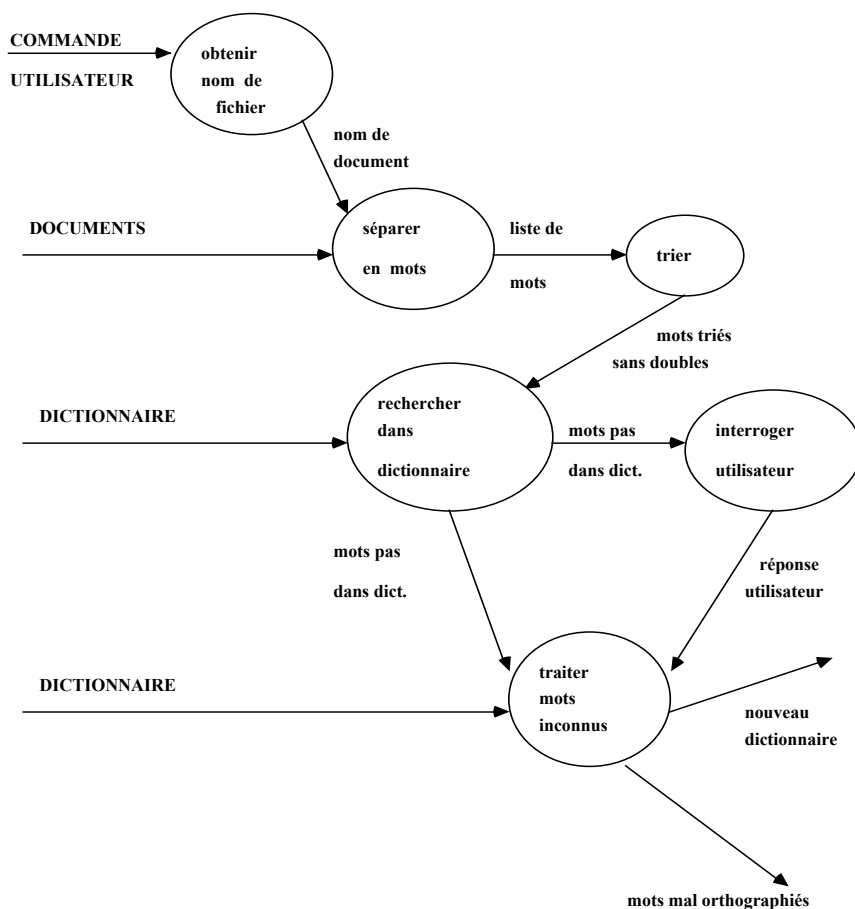 COMMANDE
UTILISATEUR
obtenir
nom de
fichier
nom de
document
DOCUMENTS
séparer
en mots
liste de
mots
trier
mots triés
sans doubles
DICTIONNAIRE
rechercher
dans
dictionnaire
mots pas
dans dict.
interroger
utilisateur
mots pas
dans dict.
réponse
utilisateur
DICTIONNAIRE
traiter
mots
inconnus
nouveau
dictionnaire
mots mal orthographiés